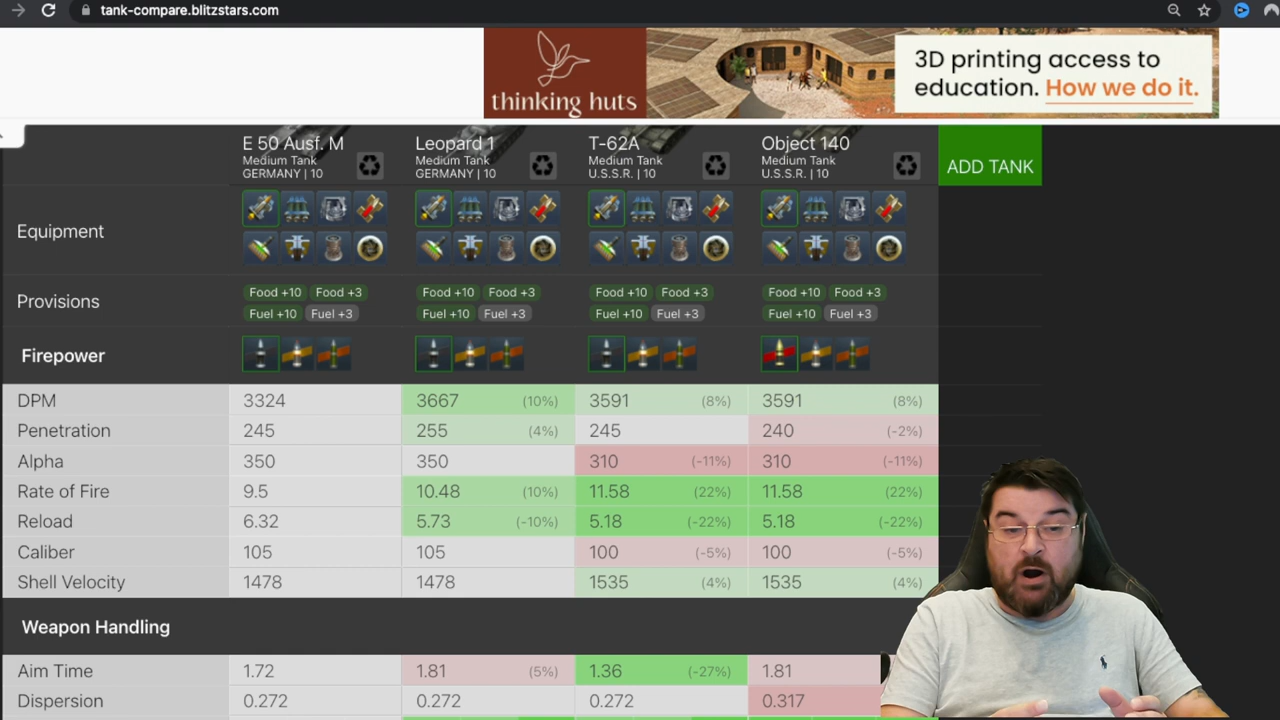 tank-compare.blitzstars.com
thinking huts
3D printing access to
education. How we do it.
E 50 Ausf. M Leopard 1 T-62A Object 140
Medium Tank Medium Tank Medium Tank Medium Tank
GERMANY | 10 GERMANY | 10 U.S.S.R. | 10 U.S.S.R. | 10
ADD TANK
Equipment
Provisions
Food +10 Food +3 Food +10 Food +3 Food +10 Food +3 Food +10 Food +3
Fuel +10 Fuel +3 Fuel +10 Fuel +3 Fuel +10 Fuel +3 Fuel +10 Fuel +3
Firepower
DPM 3324 3667 (10%) 3591 (8%) 3591 (8%)
Penetration 245 255 (4%) 245 240 (-2%)
Alpha 350 350 310 (-11%) 310 (-11%)
Rate of Fire 9.5 10.48 (10%) 11.58 (22%) 11.58 (22%)
Reload 6.32 5.73 (-10%) 5.18 (-22%) 5.18 (-22%)
Caliber 105 105 100 (-5%) 100 (-5%)
Shell Velocity 1478 1478 1535 (4%) 1535 (4%)
Weapon Handling
Aim Time 1.72 1.81 (5%) 1.36 (-27%) 1.81
Dispersion 0.272 0.272 0.272 0.317